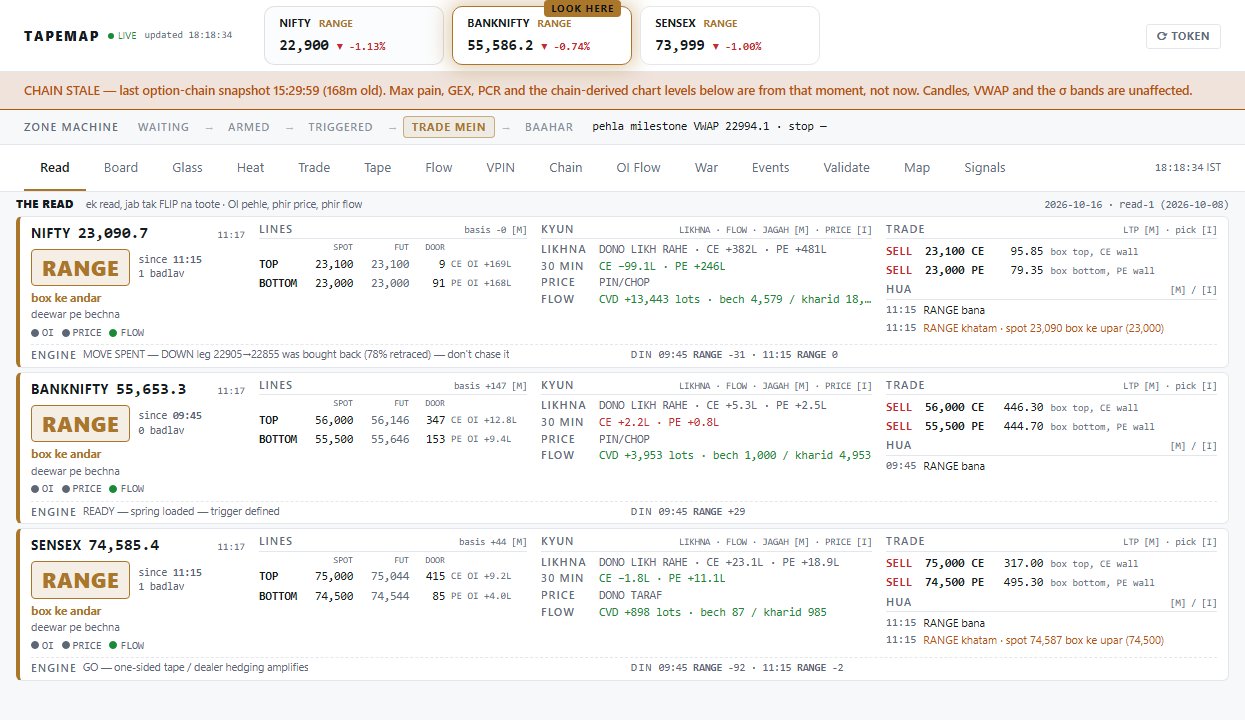 TAPEMAP ● LIVE updated 18:18:34
NIFTY RANGE
22,900 ▼ -1.13%
LOOK HERE
BANKNIFTY RANGE
55,586.2 ▼ -0.74%
SENSEX RANGE
73,999 ▼ -1.00%
⟳ TOKEN
CHAIN STALE — last option-chain snapshot 15:29:59 (168m old). Max pain, GEX, PCR and the chain-derived chart levels below are from that moment, not now. Candles, VWAP and the σ bands are unaffected.
ZONE MACHINE WAITING → ARMED → TRIGGERED → TRADE MEIN → BAAHAR pehla milestone VWAP 22994.1 · stop —
Read Board Glass Heat Trade Tape Flow VPIN Chain OI Flow War Events Validate Map Signals 18:18:34 IST
THE READ ek read, jab tak FLIP na toote · OI pehle, phir price, phir flow 2026-10-16 · read-1 (2026-10-08)
NIFTY 23,090.7 11:17
RANGE since 11:15
1 badlav
box ke andar
deewar pe bechna
● OI ● PRICE ● FLOW
LINES basis -0 [M]
SPOT FUT DOOR
TOP 23,100 23,100 9 CE OI +169L
BOTTOM 23,000 23,000 91 PE OI +168L
KYUN LIKHNA · FLOW · JAGAH [M] · PRICE [I]
LIKHNA DONO LIKH RAHE · CE +382L · PE +481L
30 MIN CE −99.1L · PE +246L
PRICE PIN/CHOP
FLOW CVD +13,443 lots · bech 4,579 / kharid 18,…
TRADE LTP [M] · pick [I]
SELL 23,100 CE 95.85 box top, CE wall
SELL 23,000 PE 79.35 box bottom, PE wall
HUA [M] / [I]
11:15 RANGE bana
11:15 RANGE khatam · spot 23,090 box ke upar (23,000)
ENGINE MOVE SPENT — DOWN leg 22905→22855 was bought back (78% retraced) — don't chase it
DIN 09:45 RANGE -31 · 11:15 RANGE 0
BANKNIFTY 55,653.3 11:17
RANGE since 09:45
0 badlav
box ke andar
deewar pe bechna
● OI ● PRICE ● FLOW
LINES basis +147 [M]
SPOT FUT DOOR
TOP 56,000 56,146 347 CE OI +12.8L
BOTTOM 55,500 55,646 153 PE OI +9.4L
KYUN LIKHNA · FLOW · JAGAH [M] · PRICE [I]
LIKHNA DONO LIKH RAHE · CE +5.3L · PE +2.5L
30 MIN CE +2.2L · PE +0.8L
PRICE PIN/CHOP
FLOW CVD +3,953 lots · bech 1,000 / kharid 4,953
TRADE LTP [M] · pick [I]
SELL 56,000 CE 446.30 box top, CE wall
SELL 55,500 PE 444.70 box bottom, PE wall
HUA [M] / [I]
09:45 RANGE bana
ENGINE READY — spring loaded — trigger defined
DIN 09:45 RANGE +29
SENSEX 74,585.4 11:17
RANGE since 11:15
1 badlav
box ke andar
deewar pe bechna
● OI ● PRICE ● FLOW
LINES basis +44 [M]
SPOT FUT DOOR
TOP 75,000 75,044 415 CE OI +9.2L
BOTTOM 74,500 74,544 85 PE OI +4.0L
KYUN LIKHNA · FLOW · JAGAH [M] · PRICE [I]
LIKHNA DONO LIKH RAHE · CE +23.1L · PE +18.9L
30 MIN CE −1.8L · PE +11.1L
PRICE DONO TARAF
FLOW CVD +898 lots · bech 87 / kharid 985
TRADE LTP [M] · pick [I]
SELL 75,000 CE 317.00 box top, CE wall
SELL 74,500 PE 495.30 box bottom, PE wall
HUA [M] / [I]
11:15 RANGE bana
11:15 RANGE khatam · spot 74,587 box ke upar (74,500)
ENGINE GO — one-sided tape / dealer hedging amplifies
DIN 09:45 RANGE -92 · 11:15 RANGE -2